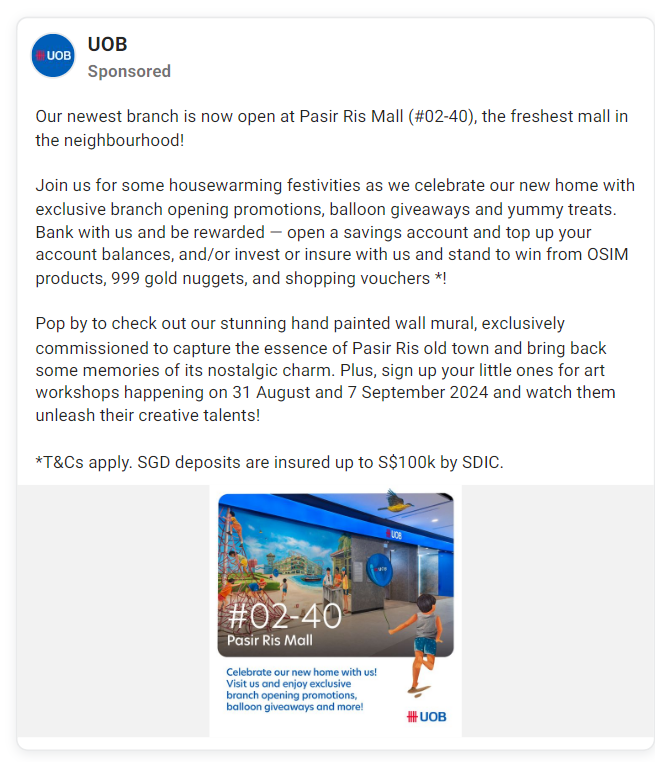 UOB
UOB
Sponsored
Our newest branch is now open at Pasir Ris Mall (#02-40), the freshest mall in
the neighbourhood!
Join us for some housewarming festivities as we celebrate our new home with
exclusive branch opening promotions, balloon giveaways and yummy treats.
Bank with us and be rewarded — open a savings account and top up your
account balances, and/or invest or insure with us and stand to win from OSIM
products, 999 gold nuggets, and shopping vouchers *!
Pop by to check out our stunning hand painted wall mural, exclusively
commissioned to capture the essence of Pasir Ris old town and bring back
some memories of its nostalgic charm. Plus, sign up your little ones for art
workshops happening on 31 August and 7 September 2024 and watch them
unleash their creative talents!
*T&Cs apply. SGD deposits are insured up to S$100k by SDIC.
UOB
UOB
#02-40
Pasir Ris Mall
Celebrate our new home with us!
Visit us and enjoy exclusive
branch opening promotions,
balloon giveaways and more!
UOB